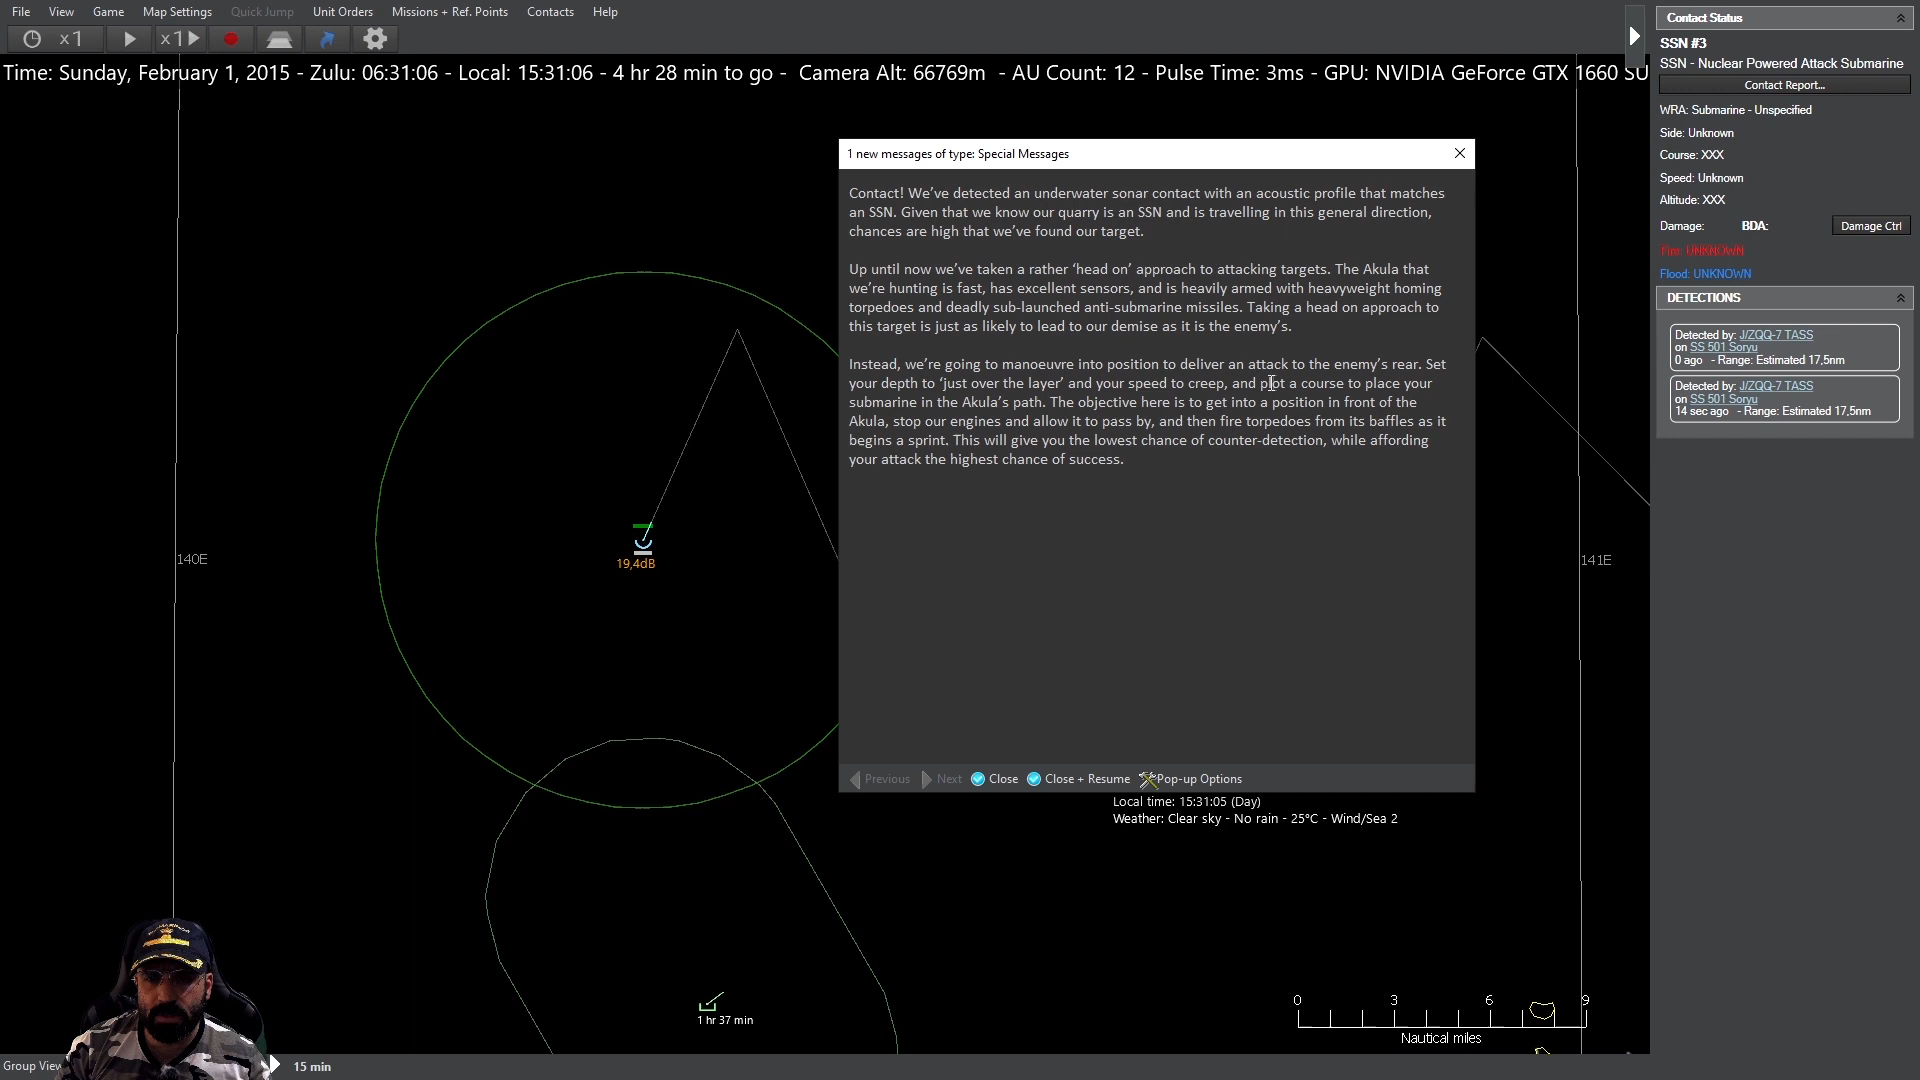 File View Game Map Settings Quick Jump Unit Orders Missions + Ref. Points Contacts Help
x1 x1
Time: Sunday, February 1, 2015 - Zulu: 06:31:06 - Local: 15:31:06 - 4 hr 28 min to go - Camera Alt: 66769m - AU Count: 12 - Pulse Time: 3ms - GPU: NVIDIA GeForce GTX 1660 SU
1 new messages of type: Special Messages
Contact! We've detected an underwater sonar contact with an acoustic profile that matches
an SSN. Given that we know our quarry is an SSN and is travelling in this general direction,
chances are high that we've found our target.
Up until now we've taken a rather 'head on' approach to attacking targets. The Akula that
we're hunting is fast, has excellent sensors, and is heavily armed with heavyweight homing
torpedoes and deadly sub-launched anti-submarine missiles. Taking a head on approach to
this target is just as likely to lead to our demise as it is the enemy's.
Instead, we're going to manoeuvre into position to deliver an attack to the enemy's rear. Set
your depth to 'just over the layer' and your speed to creep, and plot a course to place your
submarine in the Akula's path. The objective here is to get into a position in front of the
Akula, stop our engines and allow it to pass by, and then fire torpedoes from its baffles as it
begins a sprint. This will give you the lowest chance of counter-detection, while affording
your attack the highest chance of success.
Previous Next Close Close + Resume Pop-up Options
Local time: 15:31:05 (Day)
Weather: Clear sky - No rain - 25°C - Wind/Sea 2
140E
141E
19,4dB
1 hr 37 min
0 3 6 9
Nautical miles
Group View
15 min
Contact Status
SSN #3
SSN - Nuclear Powered Attack Submarine
Contact Report...
WRA: Submarine - Unspecified
Side: Unknown
Course: XXX
Speed: Unknown
Altitude: XXX
Damage: BDA: Damage Ctrl
Fire: UNKNOWN
Flood: UNKNOWN
DETECTIONS
Detected by: J/ZQQ-7 TASS
on SS 501 Soryu
0 ago - Range: Estimated 17,5nm
Detected by: J/ZQQ-7 TASS
on SS 501 Soryu
14 sec ago - Range: Estimated 17,5nm